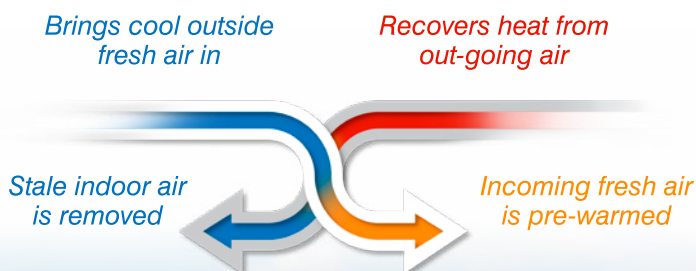 Brings cool outside
fresh air in
Recovers heat from
out-going air
Stale indoor air
is removed
Incoming fresh air
is pre-warmed